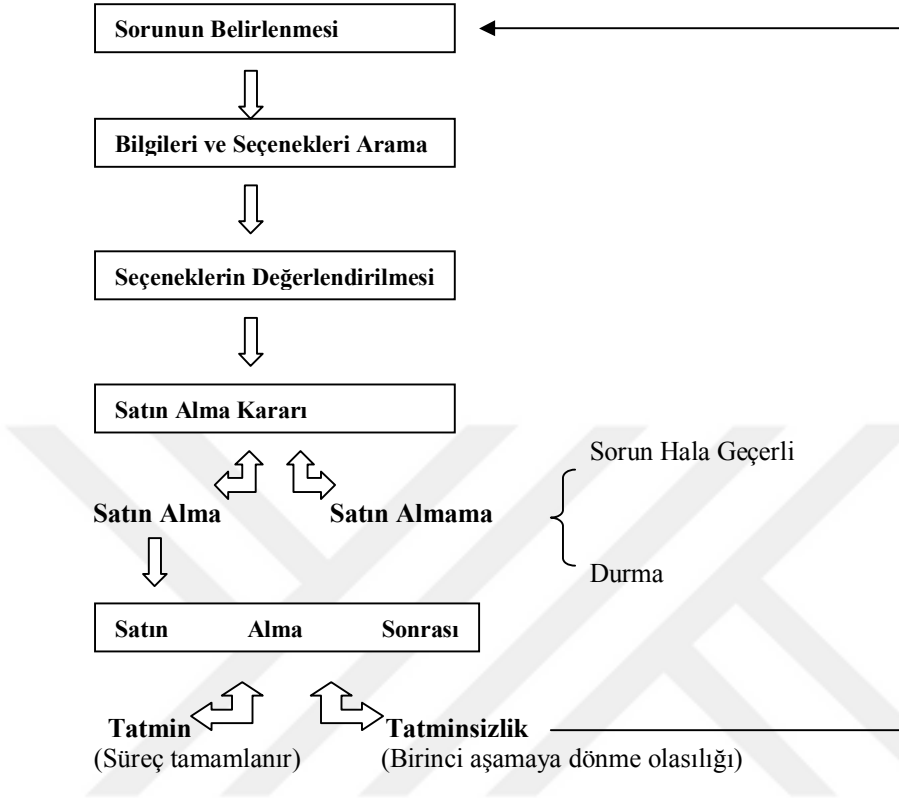 Sorunun Belirlenmesi
Bilgileri ve Seçenekleri Arama
Seçeneklerin Değerlendirilmesi
Satın Alma Kararı
Sorun Hala Geçerli
Satın Alma
Satın Almama
Durma
Satın Alma Sonrası
Tatmin
(Süreç tamamlanır)
Tatminsizlik
(Birinci aşamaya dönme olasılığı)